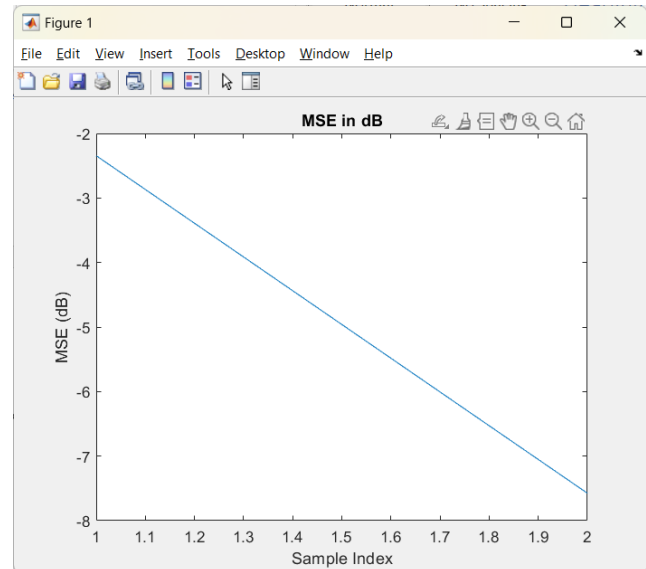 Figure 1
File Edit View Insert Tools Desktop Window Help
MSE in dB
-2
-3
-4
-5
-6
-7
-8
MSE (dB)
1 1.1 1.2 1.3 1.4 1.5 1.6 1.7 1.8 1.9 2
Sample Index